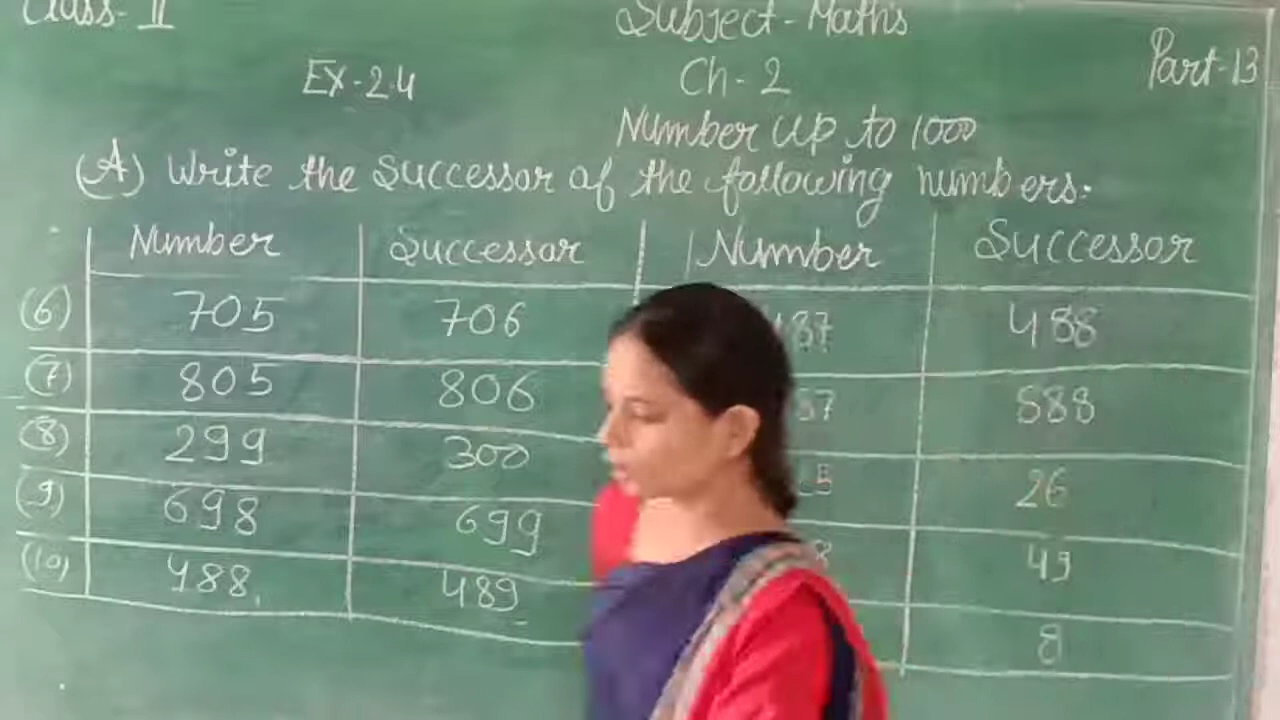 Class- II Subject-Maths
Ex-2.4 Ch-2 Part-13
Number up to 1000
(A) Write the Successor of the following numbers.
Number Successor Number Successor
(6) 705 706 487 488
(7) 805 806 588
(8) 299 300 26
(9) 698 699 49
(10) 488 489 8